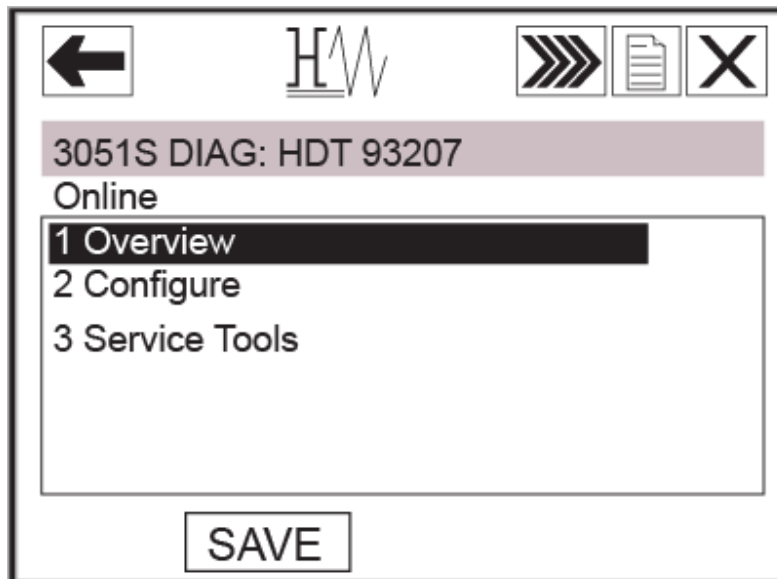 3051S DIAG: HDT 93207
Online
1 Overview
2 Configure
3 Service Tools
SAVE